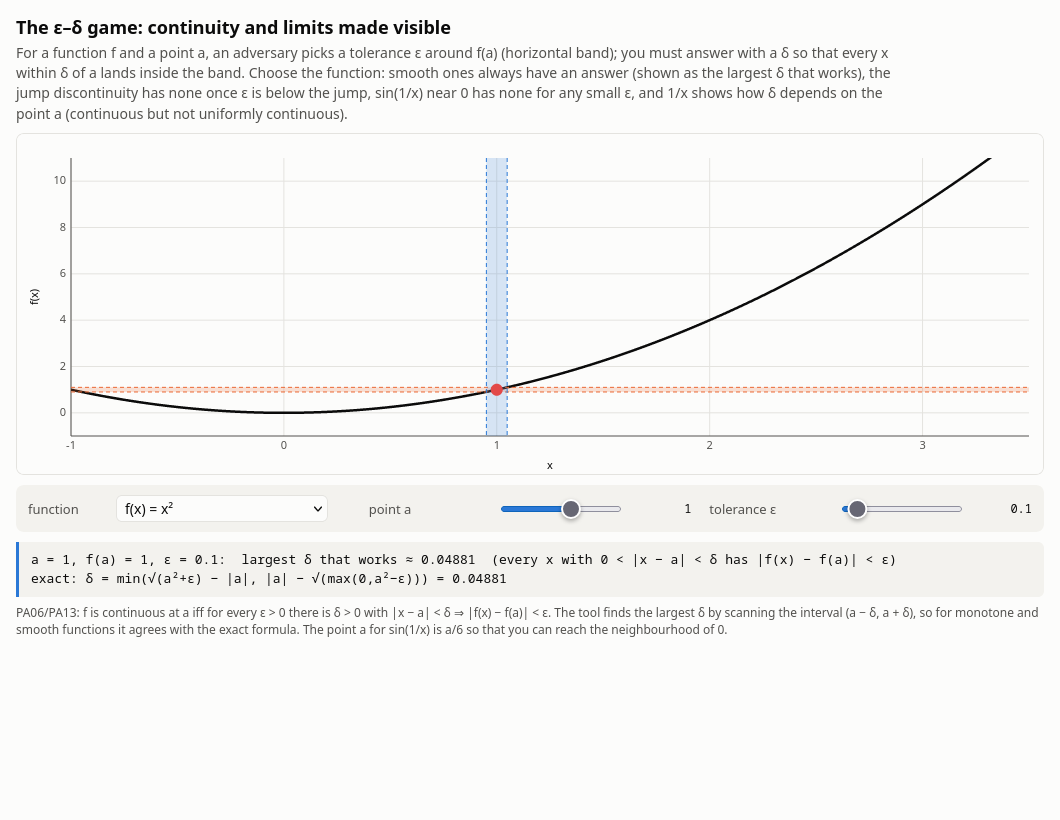 The ε–δ game: continuity and limits made visible
For a function f and a point a, an adversary picks a tolerance ε around f(a) (horizontal band); you must answer with a δ so that every x
within δ of a lands inside the band. Choose the function: smooth ones always have an answer (shown as the largest δ that works), the
jump discontinuity has none once ε is below the jump, sin(1/x) near 0 has none for any small ε, and 1/x shows how δ depends on the
point a (continuous but not uniformly continuous).
10
8
6
4
2
0
f(x)
-1 0 1 2 3
x
function f(x) = x² point a 1 tolerance ε 0.1
a = 1, f(a) = 1, ε = 0.1: largest δ that works ≈ 0.04881 (every x with 0 < |x − a| < δ has |f(x) − f(a)| < ε)
exact: δ = min(√(a²+ε) − |a|, |a| − √(max(0,a²−ε))) = 0.04881
PA06/PA13: f is continuous at a iff for every ε > 0 there is δ > 0 with |x − a| < δ ⇒ |f(x) − f(a)| < ε. The tool finds the largest δ by scanning the interval (a − δ, a + δ), so for monotone and
smooth functions it agrees with the exact formula. The point a for sin(1/x) is a/6 so that you can reach the neighbourhood of 0.